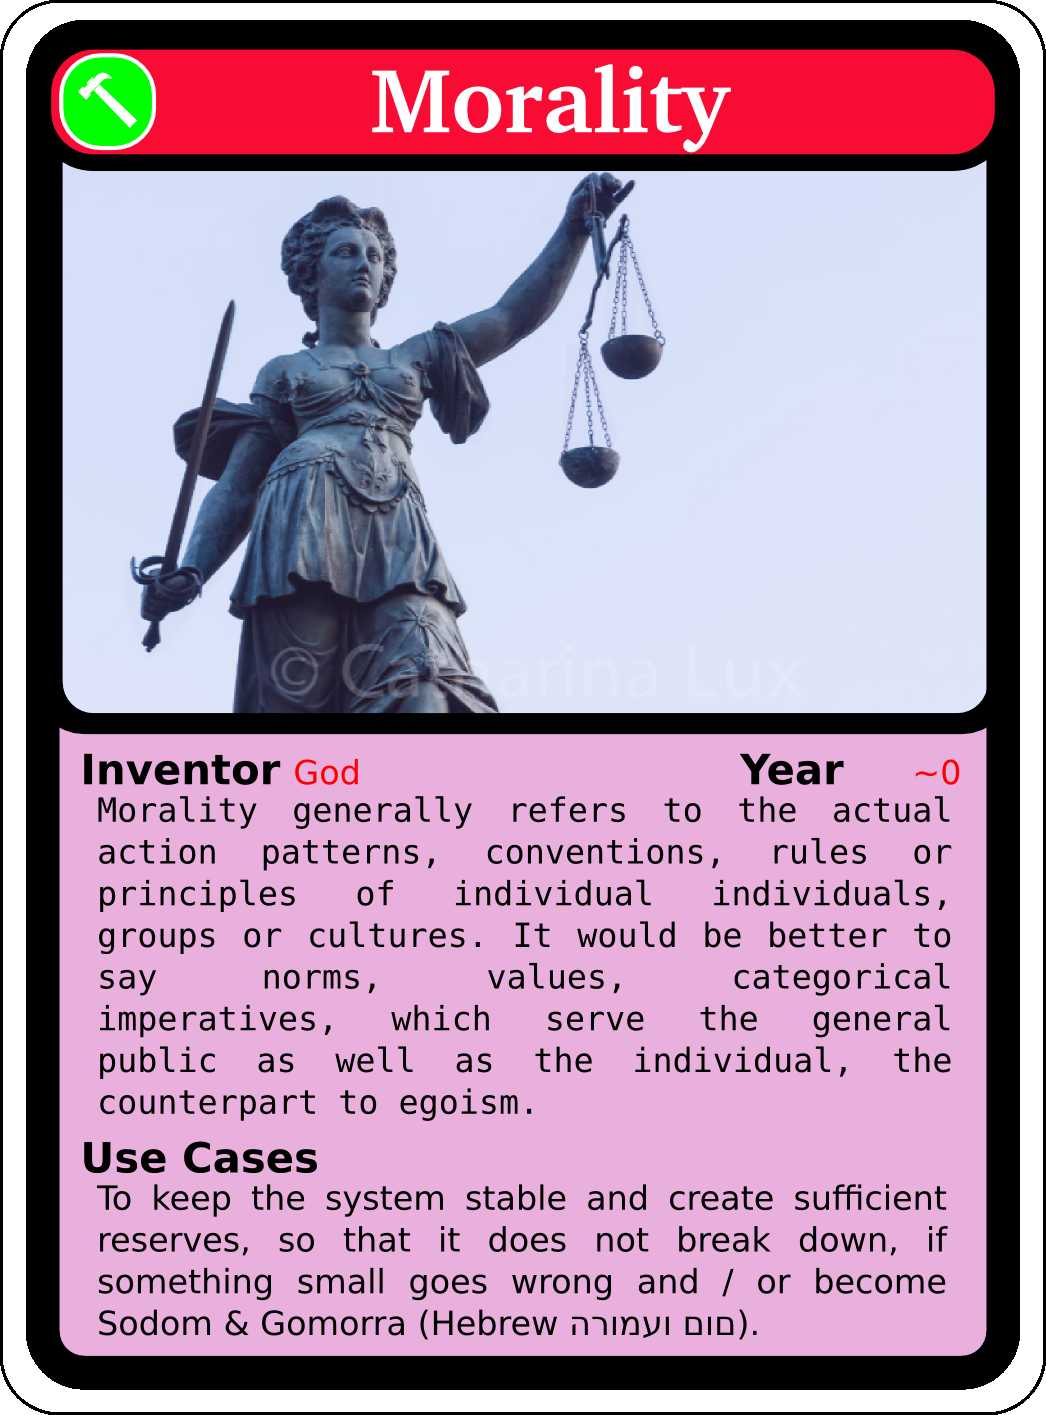 Morality
© Catharina Lux
Inventor God Year ~0
Morality generally refers to the actual
action patterns, conventions, rules or
principles of individual individuals,
groups or cultures. It would be better to
say norms, values, categorical
imperatives, which serve the general
public as well as the individual, the
counterpart to egoism.
Use Cases
To keep the system stable and create sufficient
reserves, so that it does not break down, if
something small goes wrong and / or become
Sodom & Gomorra (Hebrew םום ועמורה).